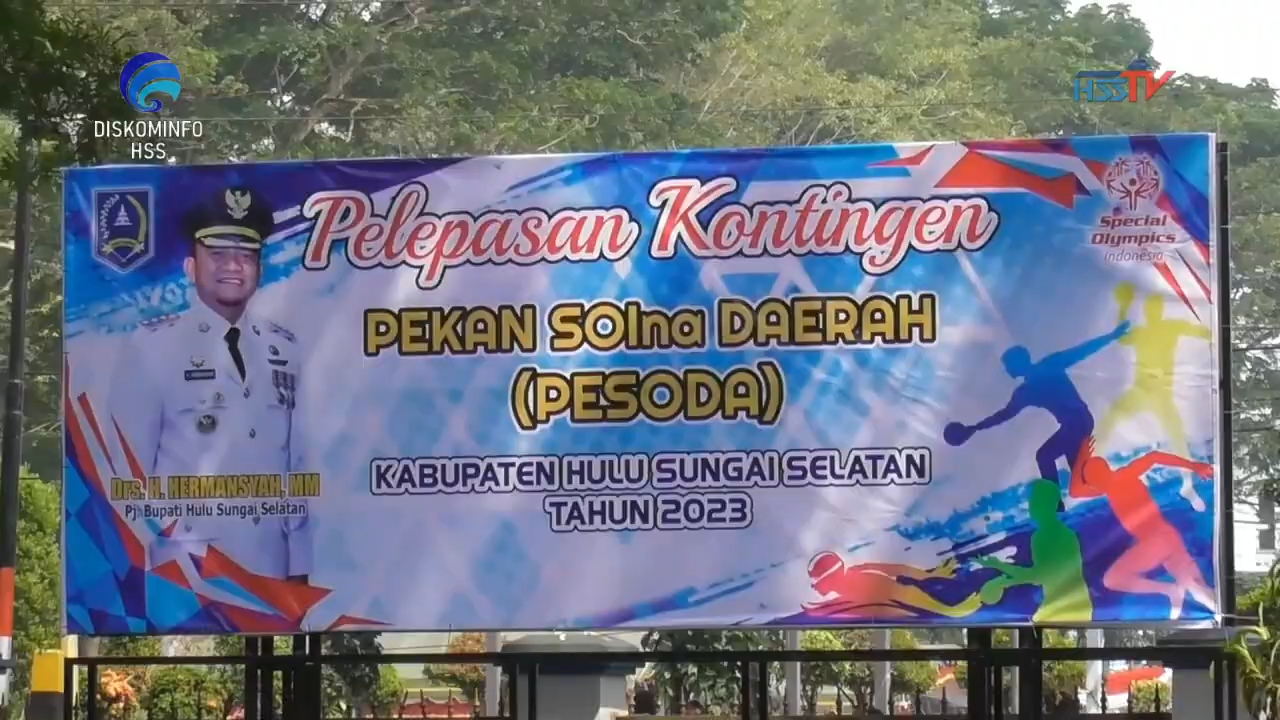 DISKOMINFO
HSS
HSSTV
Pelepasan Kontingen
Special
Olympics
Indonesia
PEKAN SOIna DAERAH
(PESODA)
KABUPATEN HULU SUNGAI SELATAN
TAHUN 2023
Drs. H. HERMANSYAH, MM
Pj. Bupati Hulu Sungai Selatan